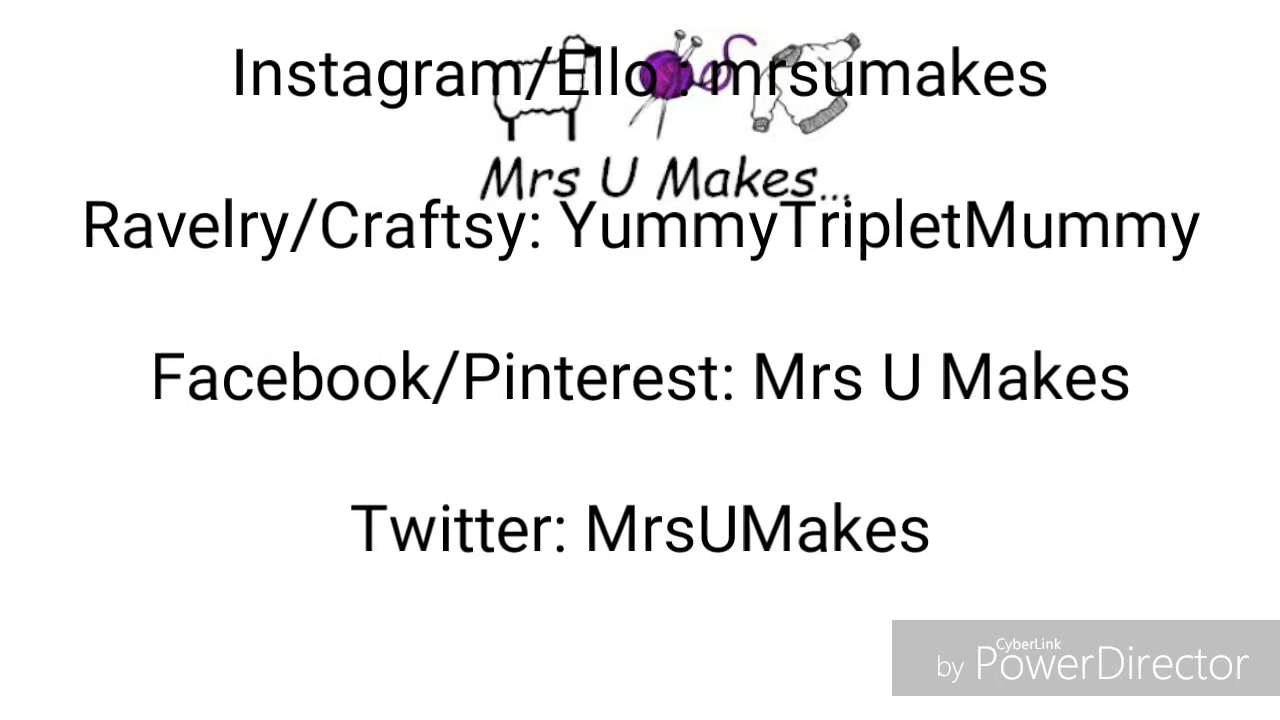 Instagram/Ello : mrsumakes
Mrs U Makes...
Ravelry/Craftsy: YummyTripletMummy
Facebook/Pinterest: Mrs U Makes
Twitter: MrsUMakes
CyberLink
by PowerDirector